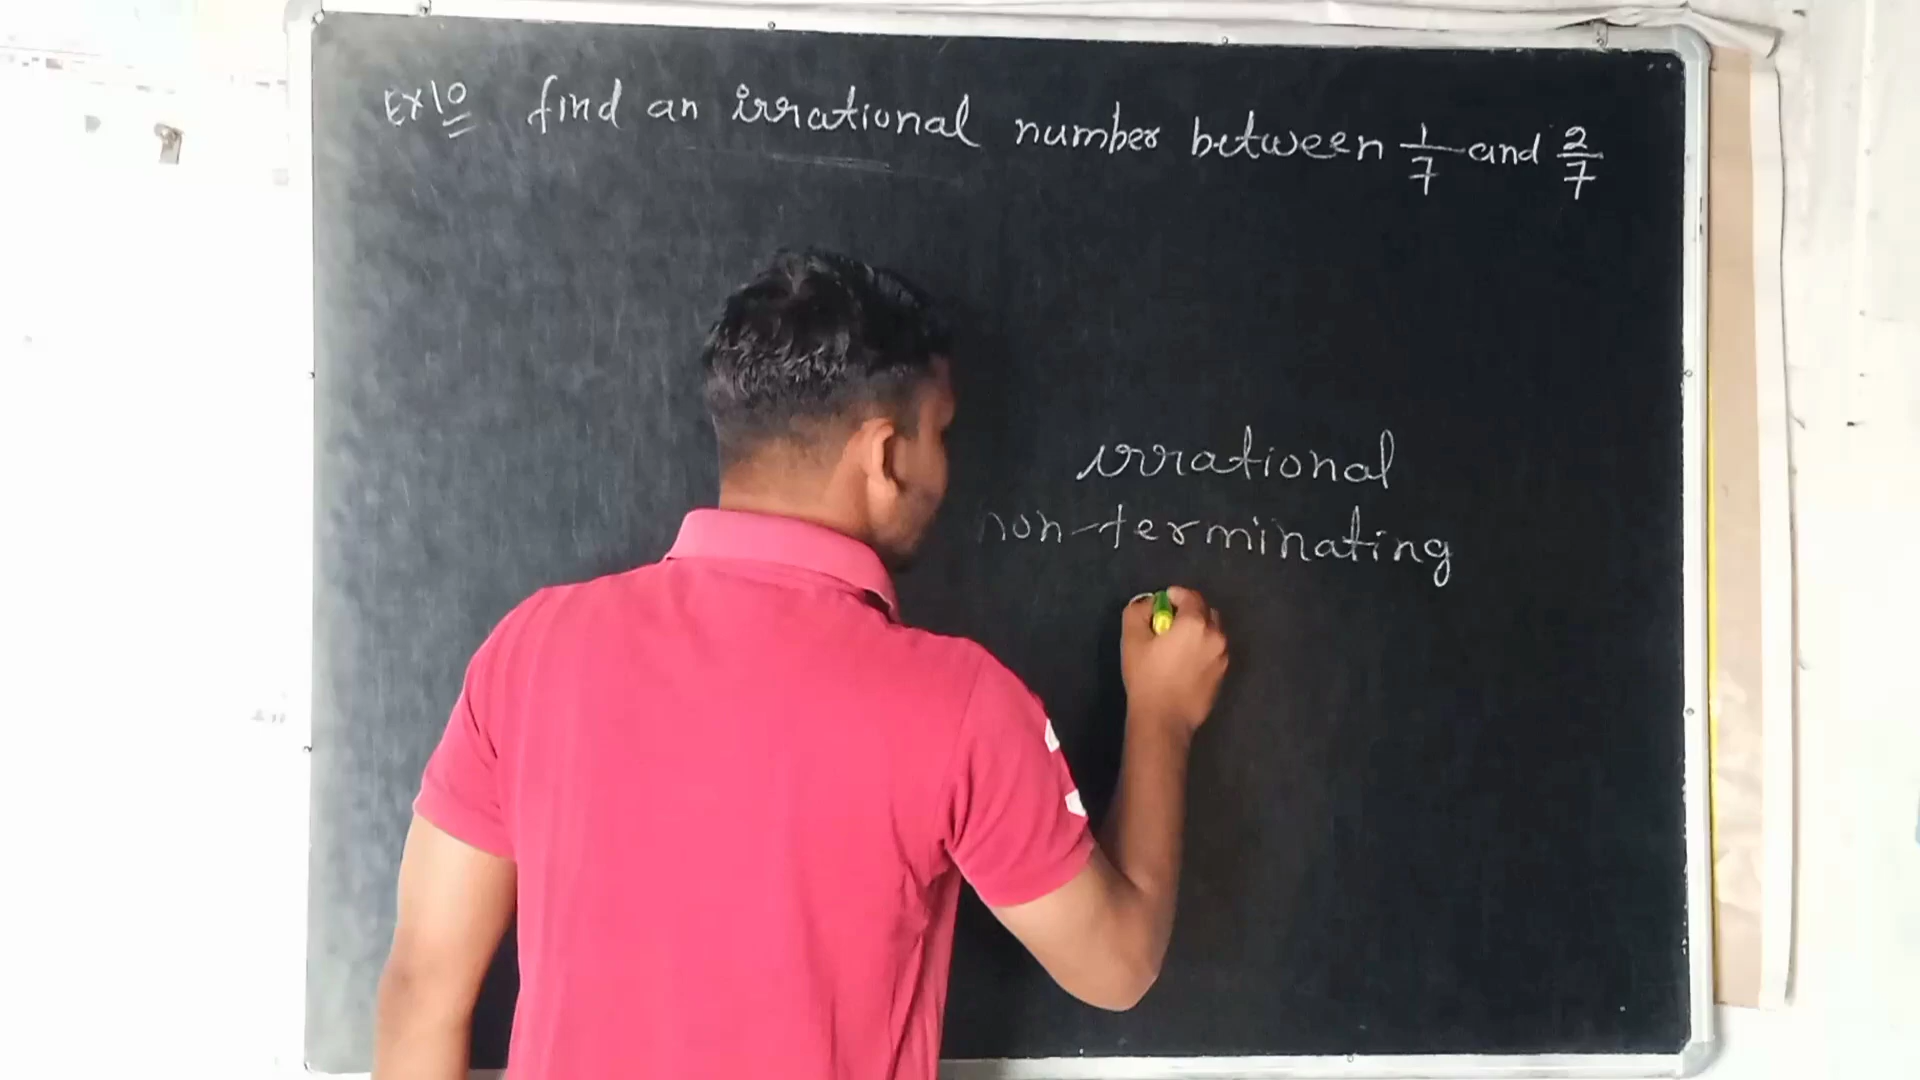 Ex 10 find an irrational number between 1/7 and 2/7
irrational
non-terminating